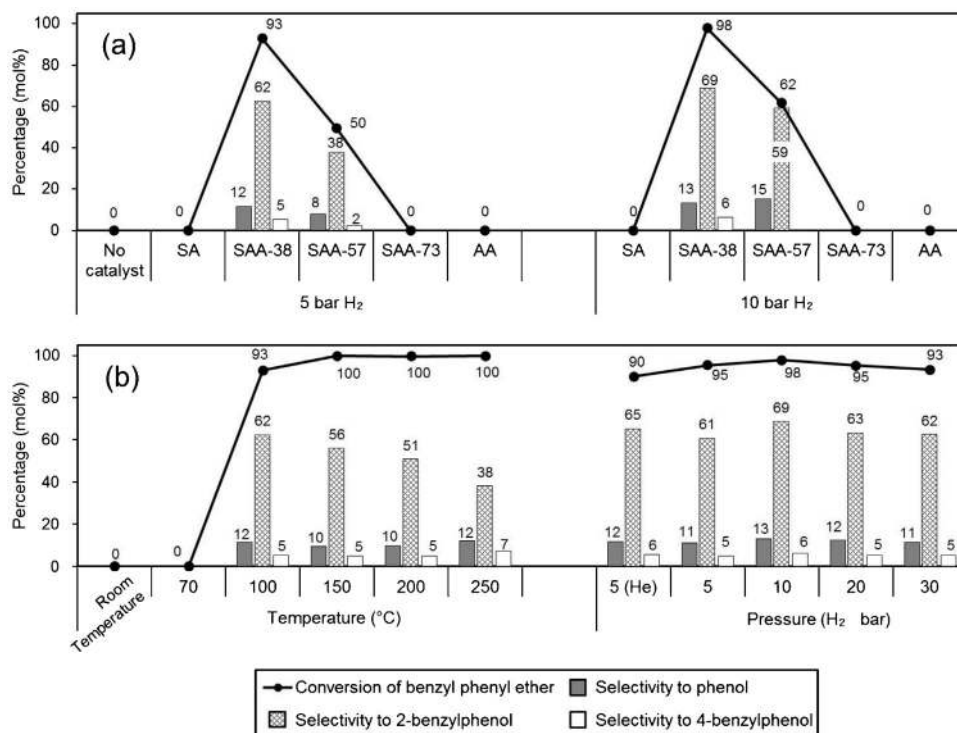 (a)
Percentage (mol%)
100
80
60
40
20
0
0 0 93 62 12 5 50 38 8 2 0 0
0 98 69 13 6 62 59 15 0 0
No catalyst SA SAA-38 SAA-57 SAA-73 AA SA SAA-38 SAA-57 SAA-73 AA
5 bar H₂ 10 bar H₂
(b)
Percentage (mol%)
100
80
60
40
20
0
0 0 93 62 12 5 100 56 10 5 100 51 10 5 100 38 12 7
90 65 12 6 95 61 11 5 98 69 13 6 95 63 12 5 93 62 11 5
Room Temperature 70 100 150 200 250 5 (He) 5 10 20 30
Temperature (°C) Pressure (H₂ bar)
Conversion of benzyl phenyl ether Selectivity to phenol
Selectivity to 2-benzylphenol Selectivity to 4-benzylphenol